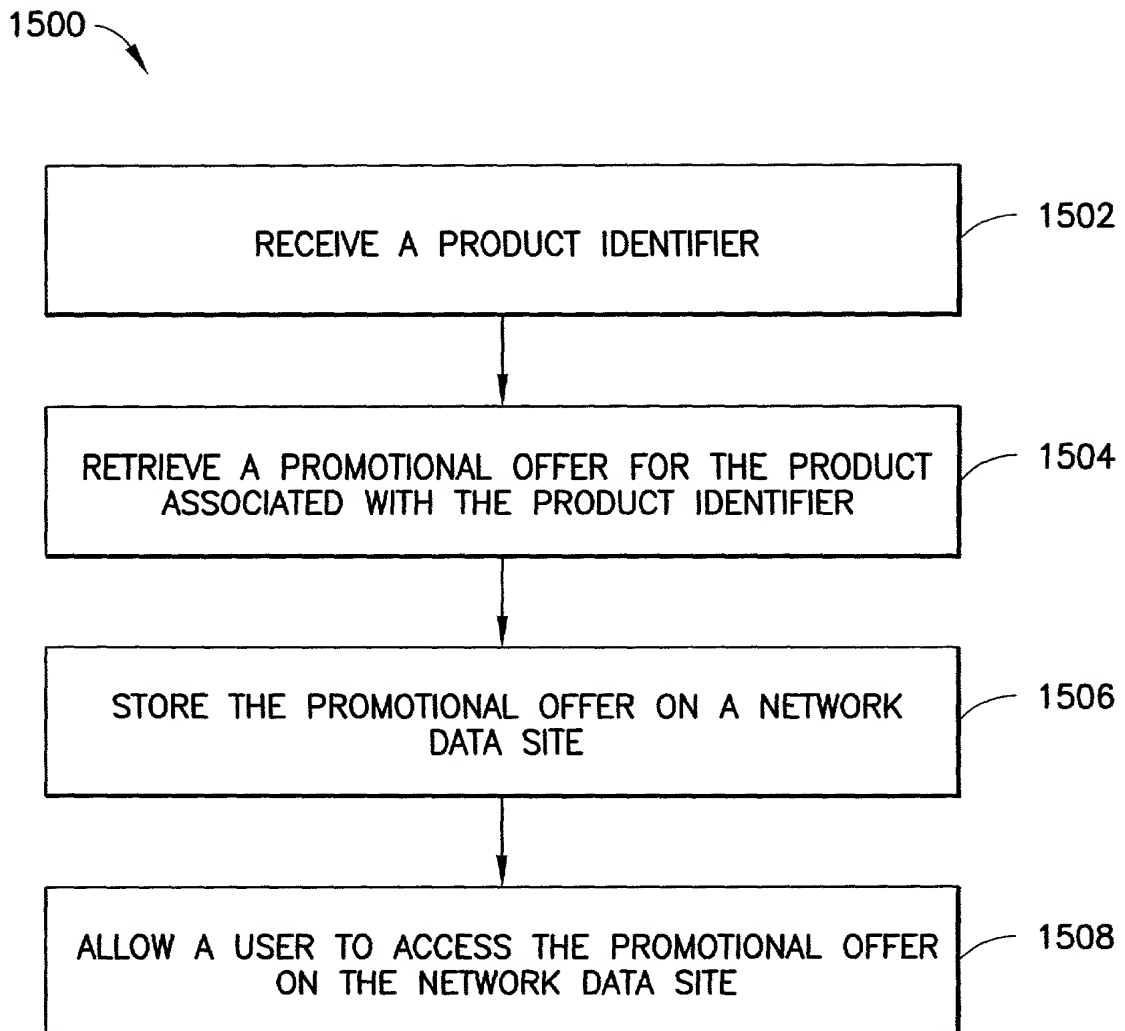 1500
RECEIVE A PRODUCT IDENTIFIER
1502
RETRIEVE A PROMOTIONAL OFFER FOR THE PRODUCT
ASSOCIATED WITH THE PRODUCT IDENTIFIER
1504
STORE THE PROMOTIONAL OFFER ON A NETWORK
DATA SITE
1506
ALLOW A USER TO ACCESS THE PROMOTIONAL OFFER
ON THE NETWORK DATA SITE
1508